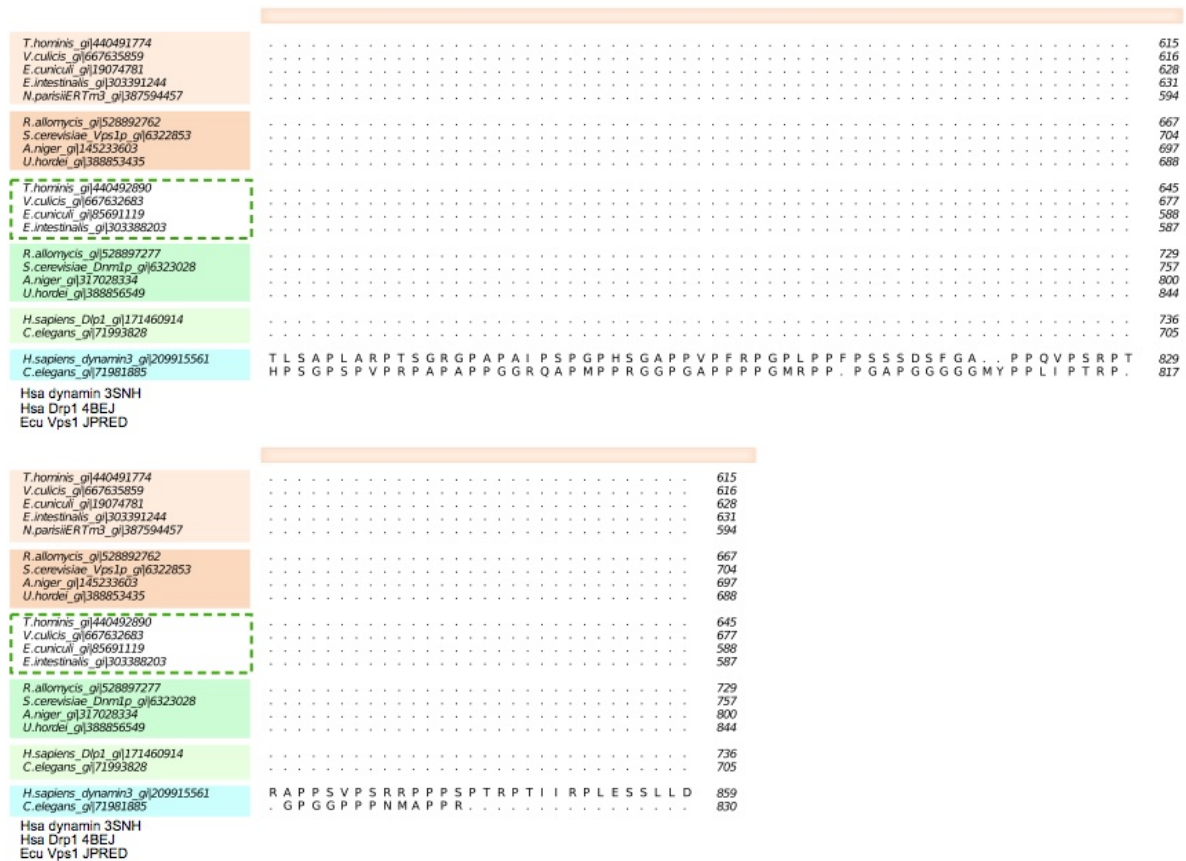 T.hominis_gi|440491774 615
V.culicis_gi|667635859 616
E.cuniculi_gi|19074781 628
E.intestinalis_gi|303391244 631
N.parisiiERTm3_gi|387594457 594
R.allomycis_gi|528892762 667
S.cerevisiae_Vps1p_gi|6322853 704
A.niger_gi|145233603 697
U.hordei_gi|388853435 688
T.hominis_gi|440492890 645
V.culicis_gi|667632683 677
E.cuniculi_gi|85691119 588
E.intestinalis_gi|303388203 587
R.allomycis_gi|528897277 729
S.cerevisiae_Dnm1p_gi|6323028 757
A.niger_gi|317028334 800
U.hordei_gi|388856549 844
H.sapiens_Dlp1_gi|171460914 736
C.elegans_gi|71993828 705
H.sapiens_dynamin3_gi|209915561 T L S A P L A R P T S G R G P A P A I P S P G P H S G A P P V P F R P G P L P P F P S S S D S F G A . . P P Q V P S R P T 829
C.elegans_gi|71981885 H P S G P S P V P R P A P A P P G G R Q A P M P P R G G P G A P P P P G M R P P . P G A P G G G G G M Y P P L I P T R P . 817
Hsa dynamin 3SNH
Hsa Drp1 4BEJ
Ecu Vps1 JPRED
T.hominis_gi|440491774 615
V.culicis_gi|667635859 616
E.cuniculi_gi|19074781 628
E.intestinalis_gi|303391244 631
N.parisiiERTm3_gi|387594457 594
R.allomycis_gi|528892762 667
S.cerevisiae_Vps1p_gi|6322853 704
A.niger_gi|145233603 697
U.hordei_gi|388853435 688
T.hominis_gi|440492890 645
V.culicis_gi|667632683 677
E.cuniculi_gi|85691119 588
E.intestinalis_gi|303388203 587
R.allomycis_gi|528897277 729
S.cerevisiae_Dnm1p_gi|6323028 757
A.niger_gi|317028334 800
U.hordei_gi|388856549 844
H.sapiens_Dlp1_gi|171460914 736
C.elegans_gi|71993828 705
H.sapiens_dynamin3_gi|209915561 R A P P S V P S R R P P P S P T R P T I I R P L E S S L L D 859
C.elegans_gi|71981885 . G P G G P P P N M A P P R . . . . . . . . . . . . . . . . 830
Hsa dynamin 3SNH
Hsa Drp1 4BEJ
Ecu Vps1 JPRED